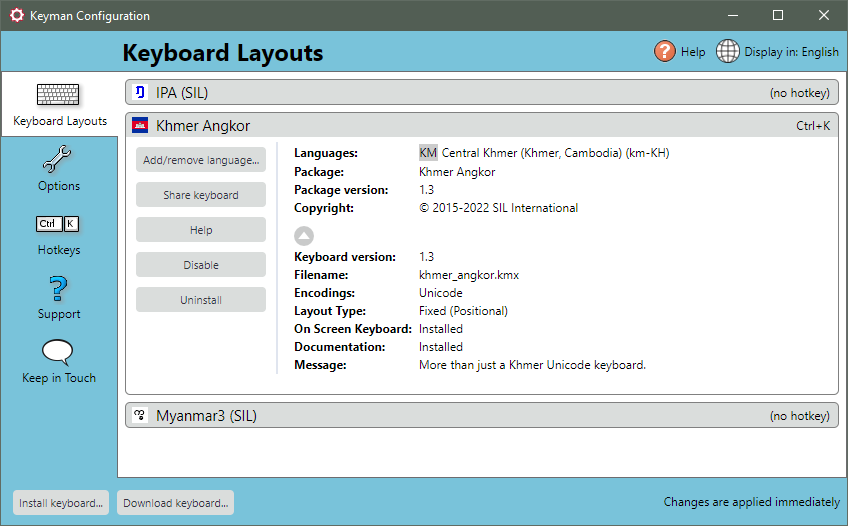 Keyman Configuration
Keyboard Layouts
Help
Display in: English
Keyboard Layouts
Options
Ctrl K
Hotkeys
Support
Keep in Touch
IPA (SIL) (no hotkey)
Khmer Angkor Ctrl+K
Add/remove language...
Share keyboard
Help
Disable
Uninstall
Languages: KM Central Khmer (Khmer, Cambodia) (km-KH)
Package: Khmer Angkor
Package version: 1.3
Copyright: © 2015-2022 SIL International
Keyboard version: 1.3
Filename: khmer_angkor.kmx
Encodings: Unicode
Layout Type: Fixed (Positional)
On Screen Keyboard: Installed
Documentation: Installed
Message: More than just a Khmer Unicode keyboard.
Myanmar3 (SIL) (no hotkey)
Install keyboard...
Download keyboard...
Changes are applied immediately